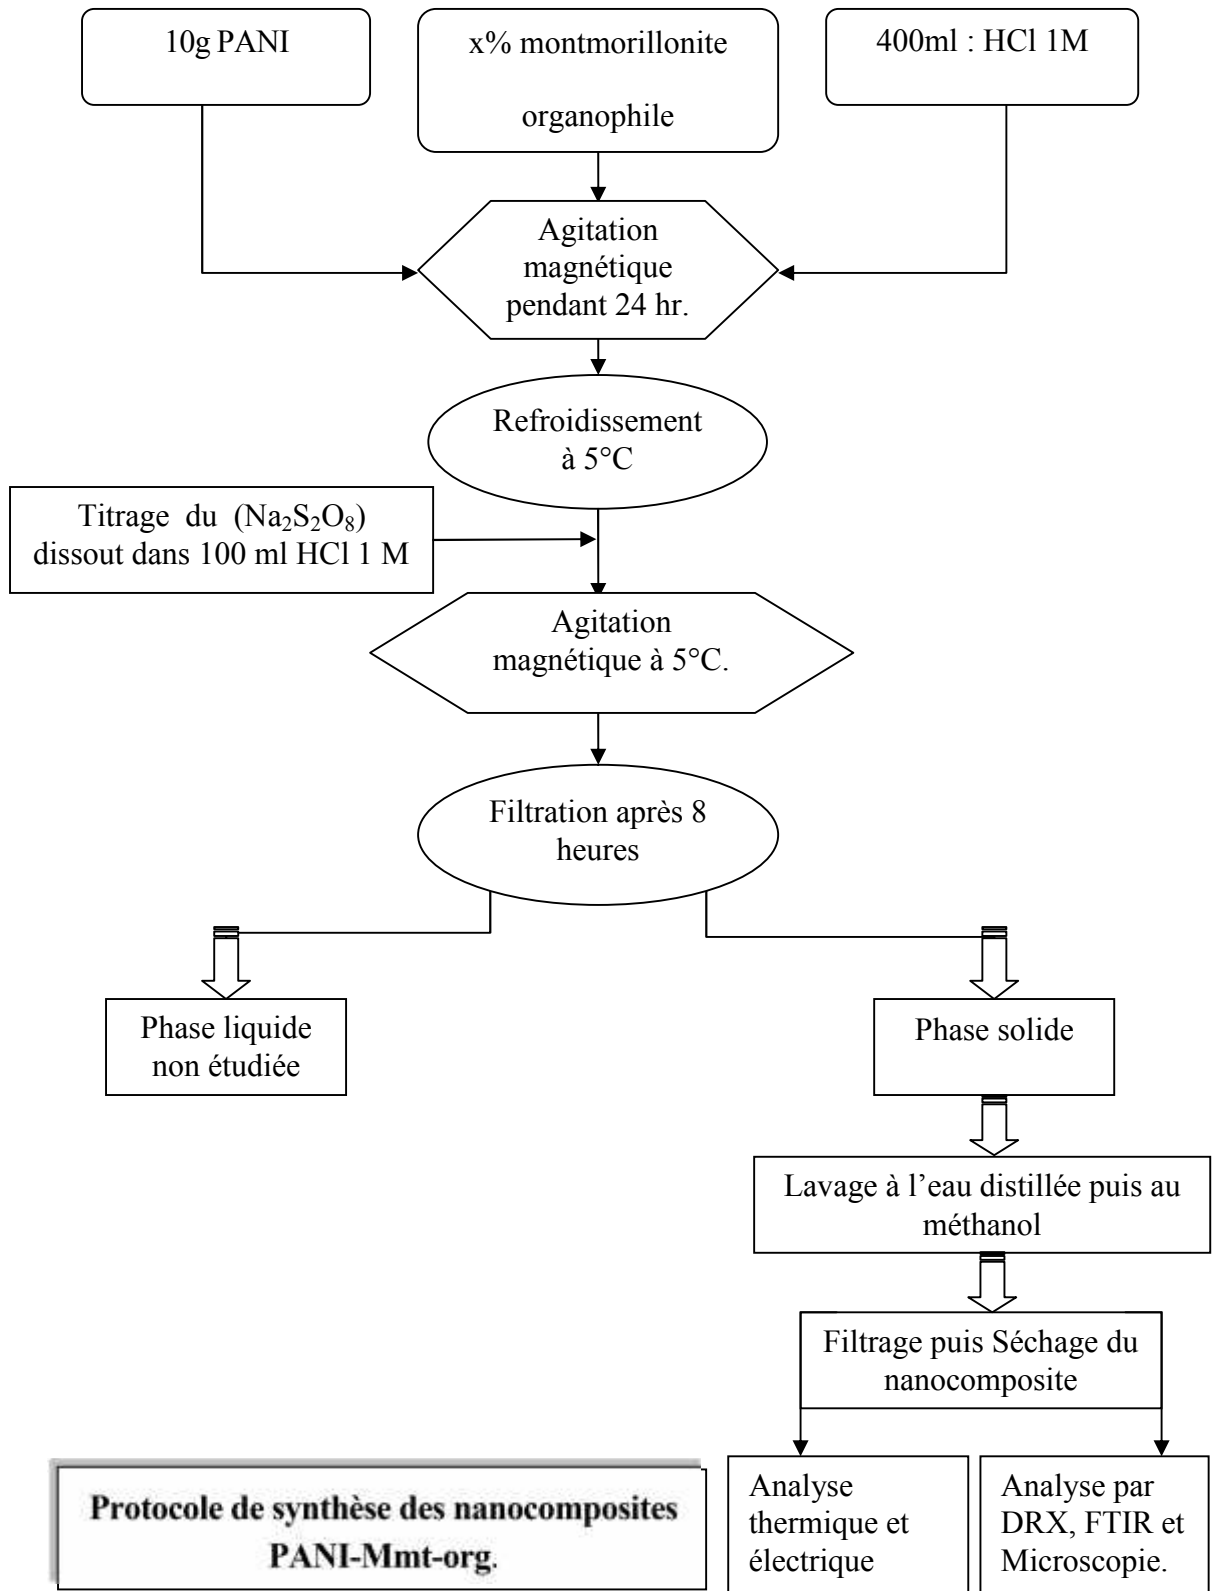 10g PANI
x% montmorillonite
organophile
400ml : HCl 1M
Agitation
magnétique
pendant 24 hr.
Refroidissement
à 5°C
Titrage du (Na₂S₂O₈)
dissout dans 100 ml HCl 1 M
Agitation
magnétique à 5°C.
Filtration après 8
heures
Phase liquide
non étudiée
Phase solide
Lavage à l’eau distillée puis au
méthanol
Filtrage puis Séchage du
nanocomposite
Analyse
thermique et
électrique
Analyse par
DRX, FTIR et
Microscopie.
Protocole de synthèse des nanocomposites
PANI-Mmt-org.